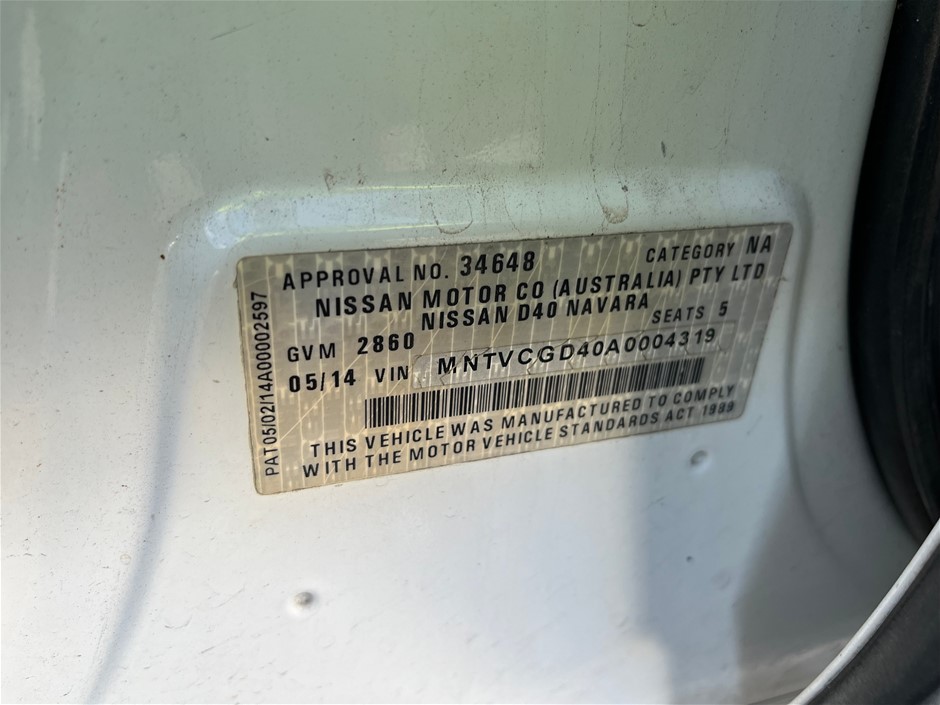 APPROVAL NO. 34648 CATEGORY NA
NISSAN MOTOR CO (AUSTRALIA) PTY LTD
NISSAN D40 NAVARA
GVM 2860 SEATS 5
05/14 VIN MNTVCGD40A0004319
THIS VEHICLE WAS MANUFACTURED TO COMPLY
WITH THE MOTOR VEHICLE STANDARDS ACT 1989
PAT05/02/14A00002597